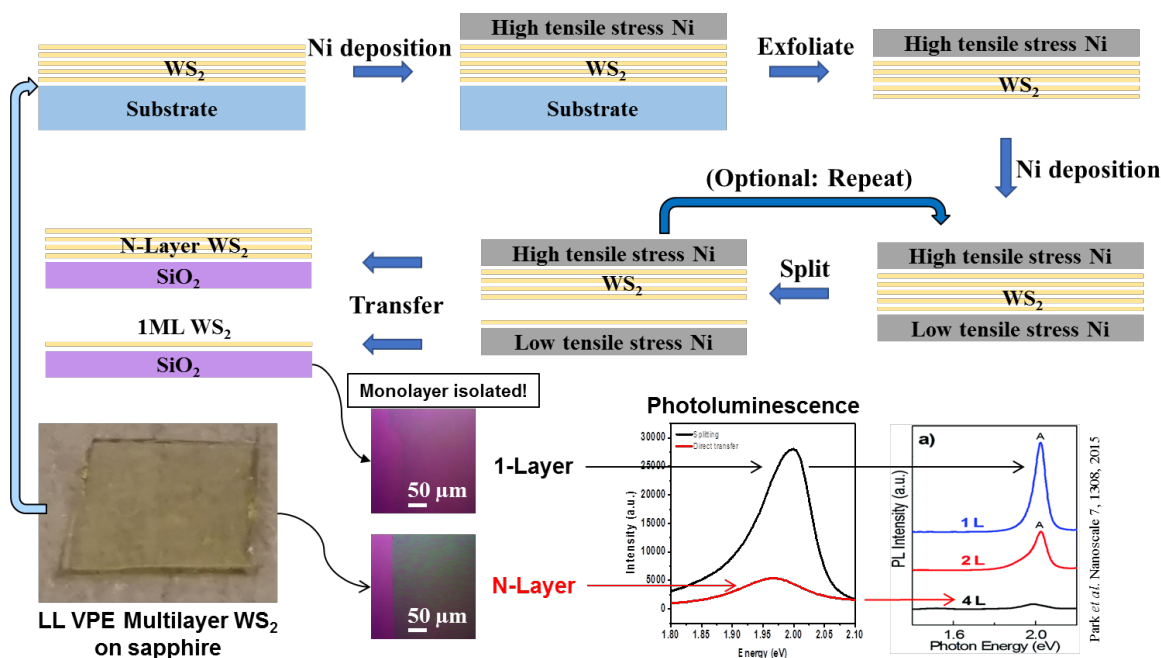 Ni deposition
High tensile stress Ni
Exfoliate
WS2
Substrate
WS2
Substrate
High tensile stress Ni
WS2
Ni deposition
(Optional: Repeat)
N-Layer WS2
SiO2
Transfer
1ML WS2
SiO2
High tensile stress Ni
WS2
Low tensile stress Ni
Split
High tensile stress Ni
WS2
Low tensile stress Ni
Monolayer isolated!
50 µm
50 µm
LL VPE Multilayer WS2
on sapphire
1-Layer
N-Layer
Photoluminescence
Splitting
Direct transfer
Intensity (a.u.)
30000
25000
20000
15000
10000
5000
0
1.80 1.85 1.90 1.95 2.00 2.05 2.10
Energy (eV)
a)
A
1 L
A
2 L
4 L
PL Intensity (a.u.)
1.6 2.0
Photon Energy (eV)
Park et al. Nanoscale 7, 1308, 2015